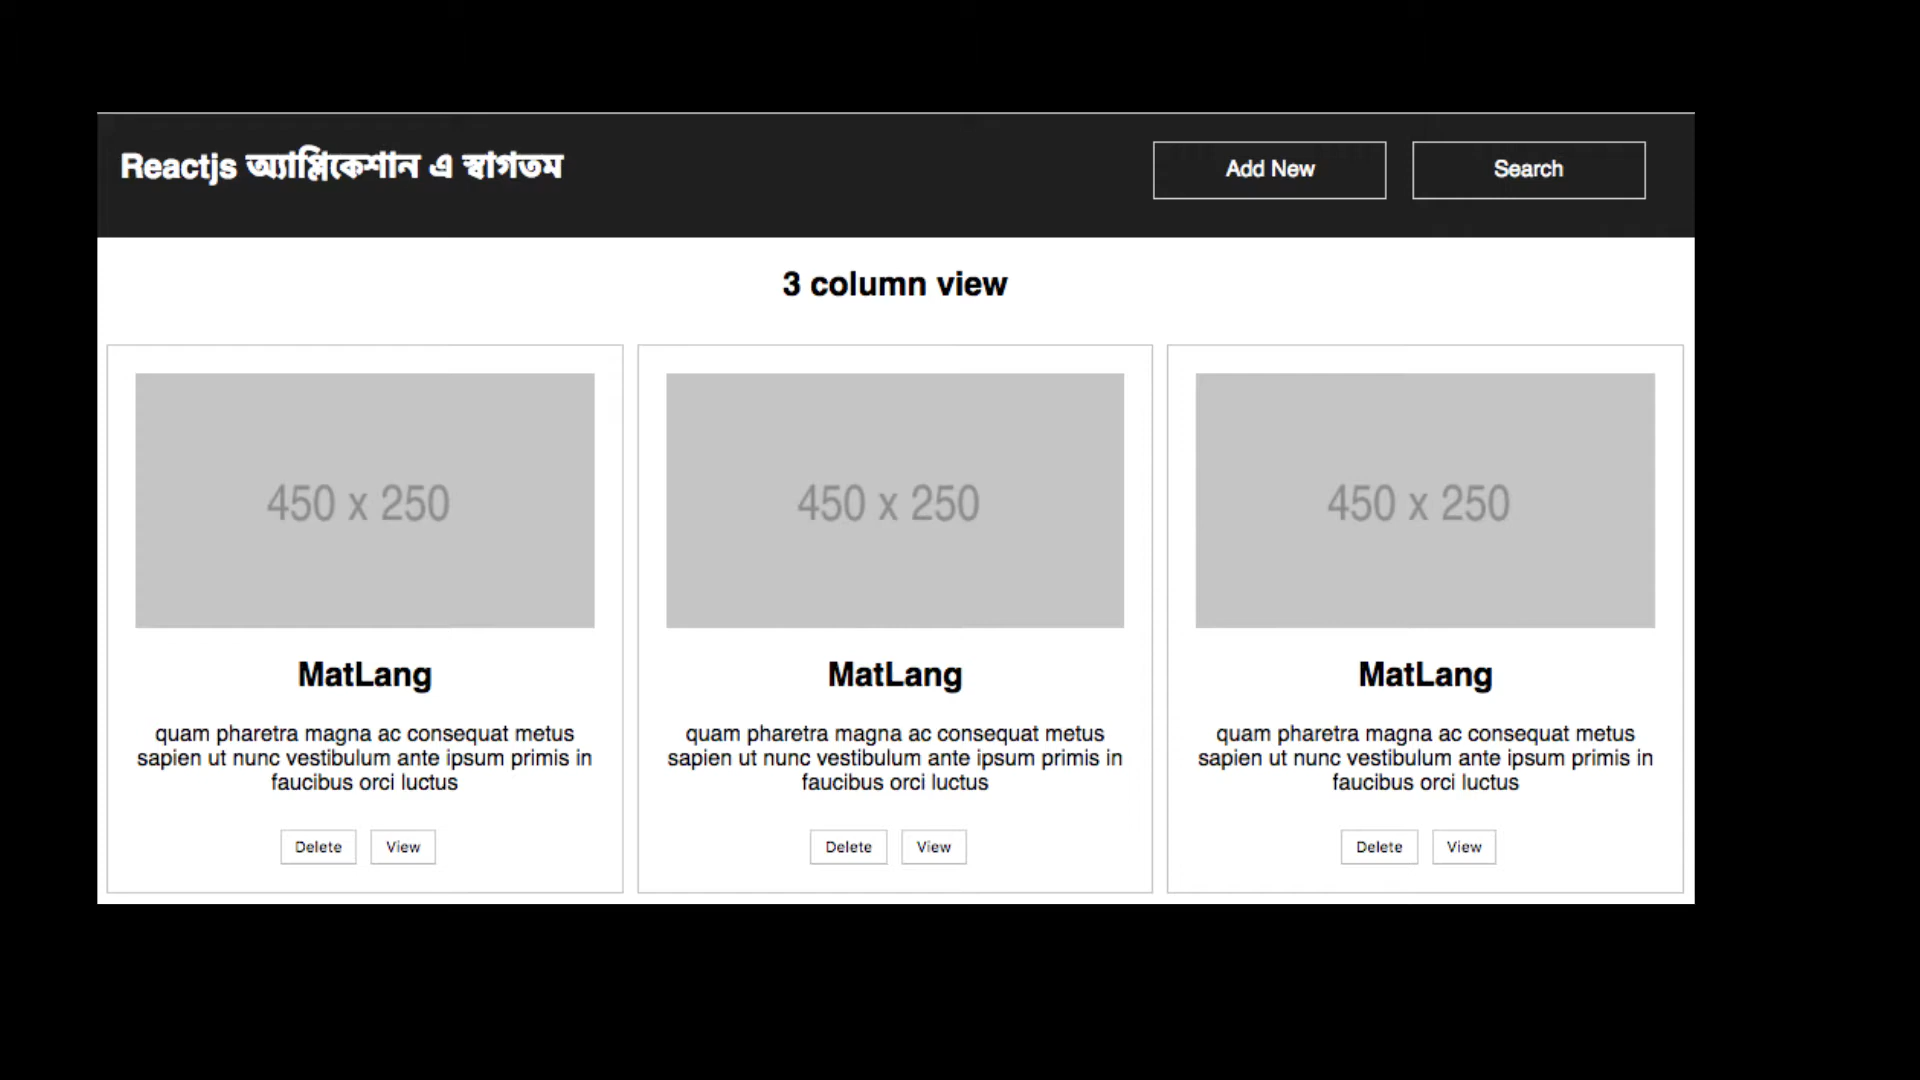 Reactjs অ্যাপ্লিকেশান এ স্বাগতম
Add New
Search
3 column view
450 x 250
450 x 250
450 x 250
MatLang
quam pharetra magna ac consequat metus
sapien ut nunc vestibulum ante ipsum primis in
faucibus orci luctus
Delete
View
MatLang
quam pharetra magna ac consequat metus
sapien ut nunc vestibulum ante ipsum primis in
faucibus orci luctus
Delete
View
MatLang
quam pharetra magna ac consequat metus
sapien ut nunc vestibulum ante ipsum primis in
faucibus orci luctus
Delete
View